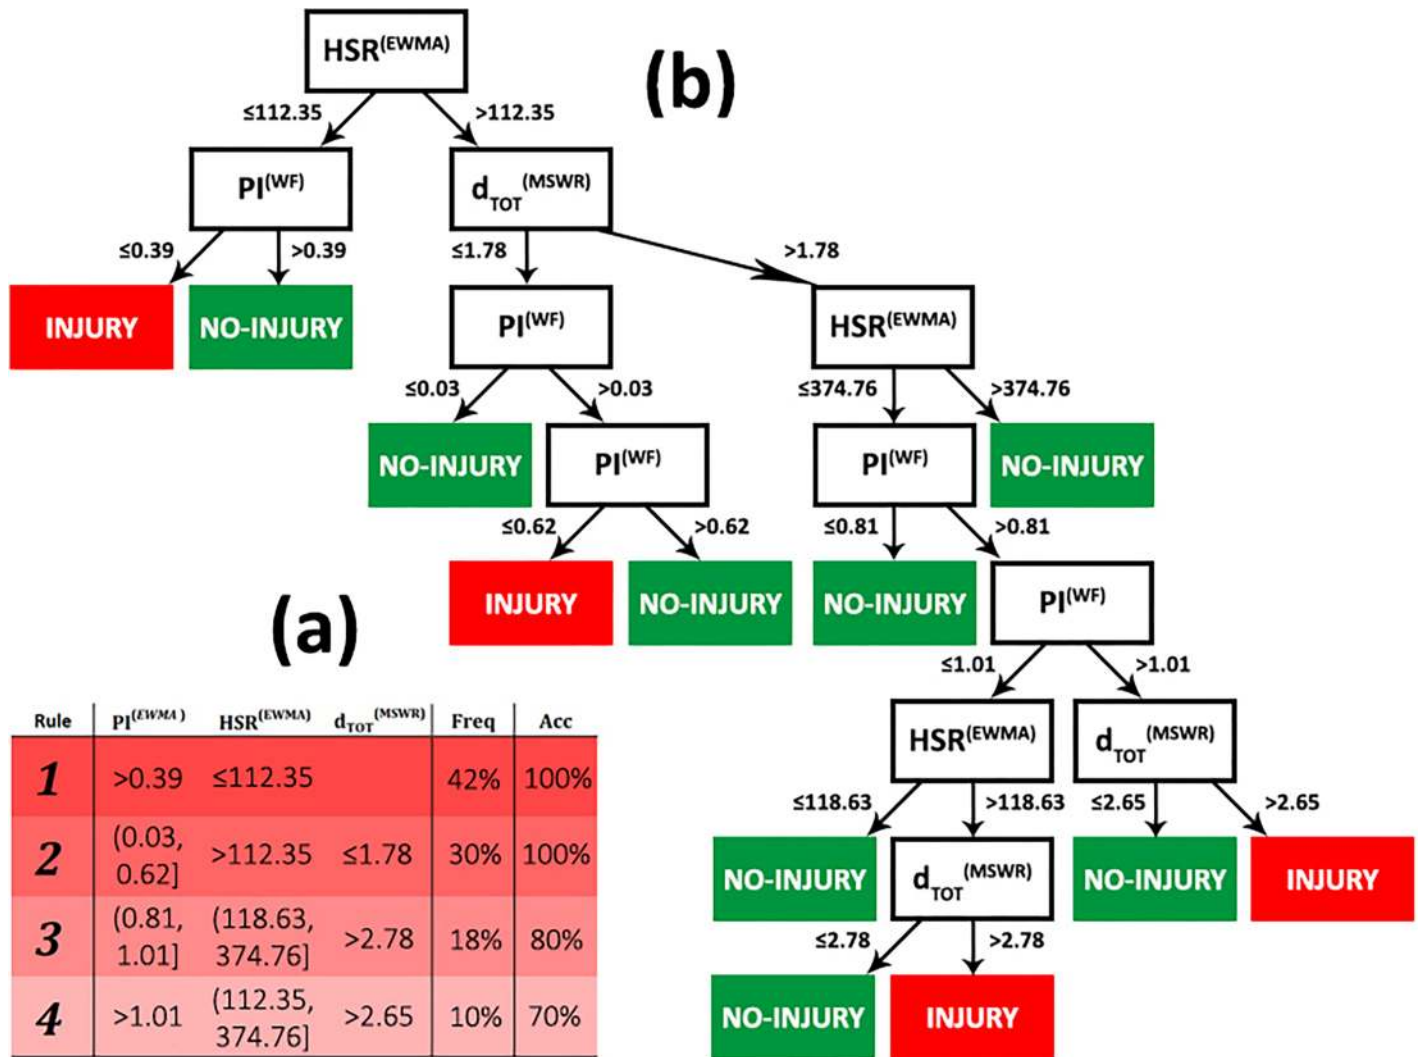 HSR(EWMA)
(b)
≤112.35 >112.35
PI(WF) dTOT(MSWR)
≤0.39 >0.39 ≤1.78 >1.78
INJURY NO-INJURY PI(WF) HSR(EWMA)
≤0.03 >0.03 ≤374.76 >374.76
NO-INJURY PI(WF) PI(WF) NO-INJURY
≤0.62 >0.62 ≤0.81 >0.81
INJURY NO-INJURY NO-INJURY PI(WF)
≤1.01 >1.01
HSR(EWMA) dTOT(MSWR)
≤118.63 >118.63 ≤2.65 >2.65
NO-INJURY dTOT(MSWR) NO-INJURY INJURY
≤2.78 >2.78
NO-INJURY INJURY
(a)
Rule PI(EWMA) HSR(EWMA) dTOT(MSWR) Freq Acc
1 >0.39 ≤112.35 42% 100%
2 (0.03, 0.62] >112.35 ≤1.78 30% 100%
3 (0.81, 1.01] (118.63, 374.76] >2.78 18% 80%
4 >1.01 (112.35, 374.76] >2.65 10% 70%